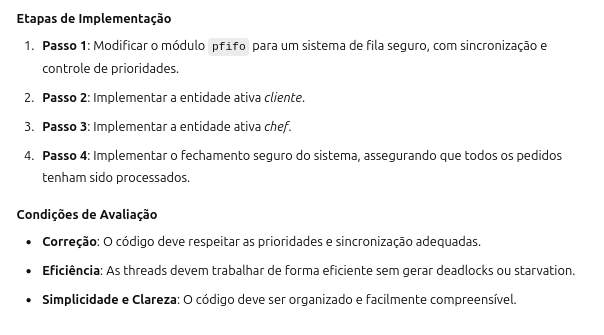 Etapas de Implementação
1. Passo 1: Modificar o módulo pfifo para um sistema de fila seguro, com sincronização e
controle de prioridades.
2. Passo 2: Implementar a entidade ativa cliente.
3. Passo 3: Implementar a entidade ativa chef.
4. Passo 4: Implementar o fechamento seguro do sistema, assegurando que todos os pedidos
tenham sido processados.
Condições de Avaliação
• Correção: O código deve respeitar as prioridades e sincronização adequadas.
• Eficiência: As threads devem trabalhar de forma eficiente sem gerar deadlocks ou starvation.
• Simplicidade e Clareza: O código deve ser organizado e facilmente compreensível.